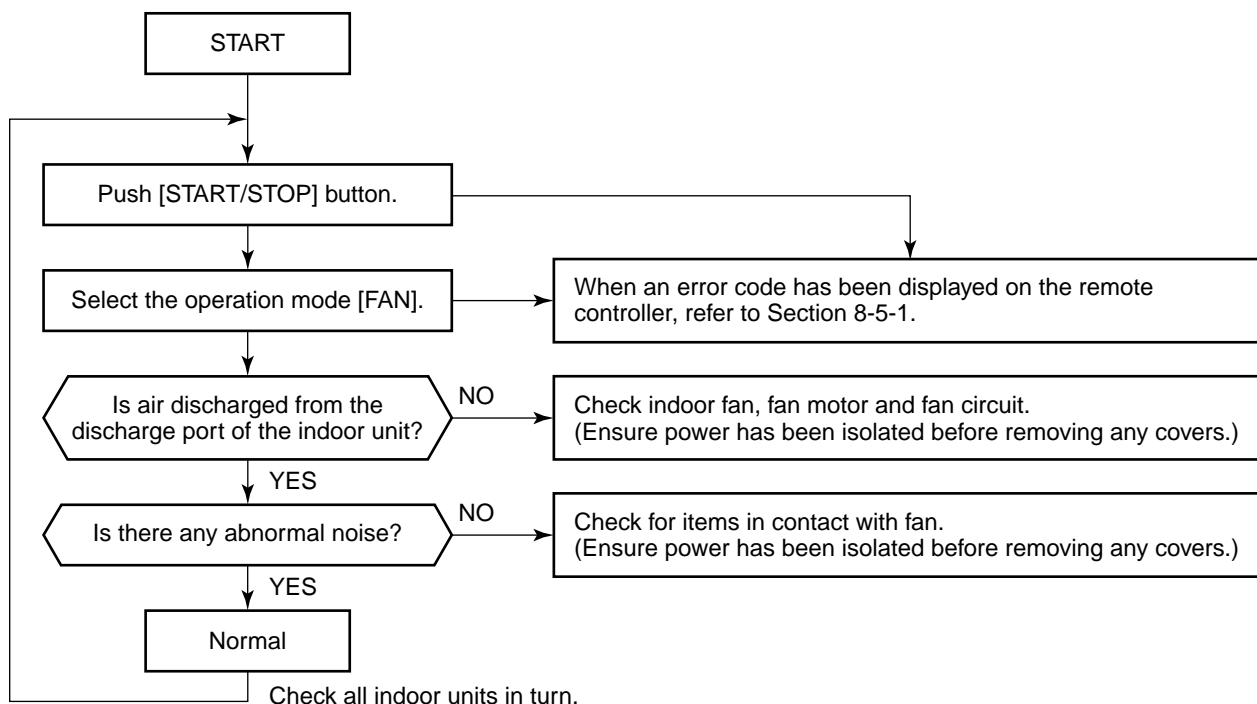 START
Push [START/STOP] button.
Select the operation mode [FAN].
When an error code has been displayed on the remote
controller, refer to Section 8-5-1.
Is air discharged from the
discharge port of the indoor unit?
NO
Check indoor fan, fan motor and fan circuit.
(Ensure power has been isolated before removing any covers.)
YES
Is there any abnormal noise?
NO
Check for items in contact with fan.
(Ensure power has been isolated before removing any covers.)
YES
Normal
Check all indoor units in turn.